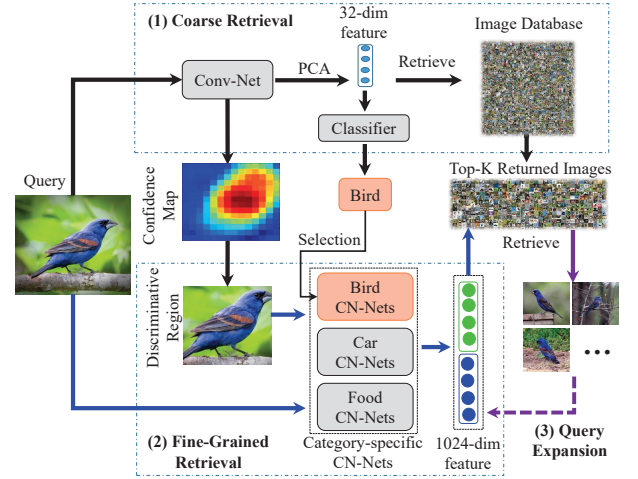 (1) Coarse Retrieval
32-dim
feature
Image Database
Conv-Net
PCA
Retrieve
Classifier
Query
Confidence
Map
Bird
Top-K Returned Images
Selection
Retrieve
Discriminative
Region
Bird
CN-Nets
Car
CN-Nets
Food
CN-Nets
(2) Fine-Grained
Retrieval
Category-specific
CN-Nets
1024-dim
feature
(3) Query
Expansion